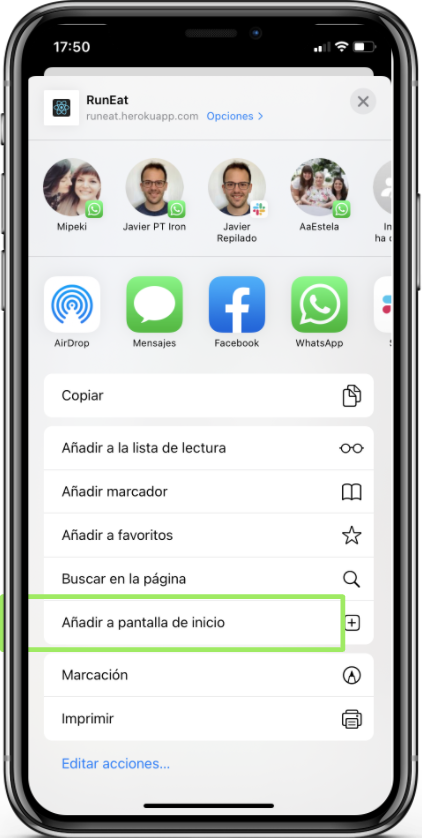 17:50
RunEat
runeat.herokuapp.com Opciones >
Mipeki
Javier PT Iron
Javier
Repilado
AaEstela
AirDrop
Mensajes
Facebook
WhatsApp
Copiar
Añadir a la lista de lectura
Añadir marcador
Añadir a favoritos
Buscar en la página
Añadir a pantalla de inicio
Marcación
Imprimir
Editar acciones...